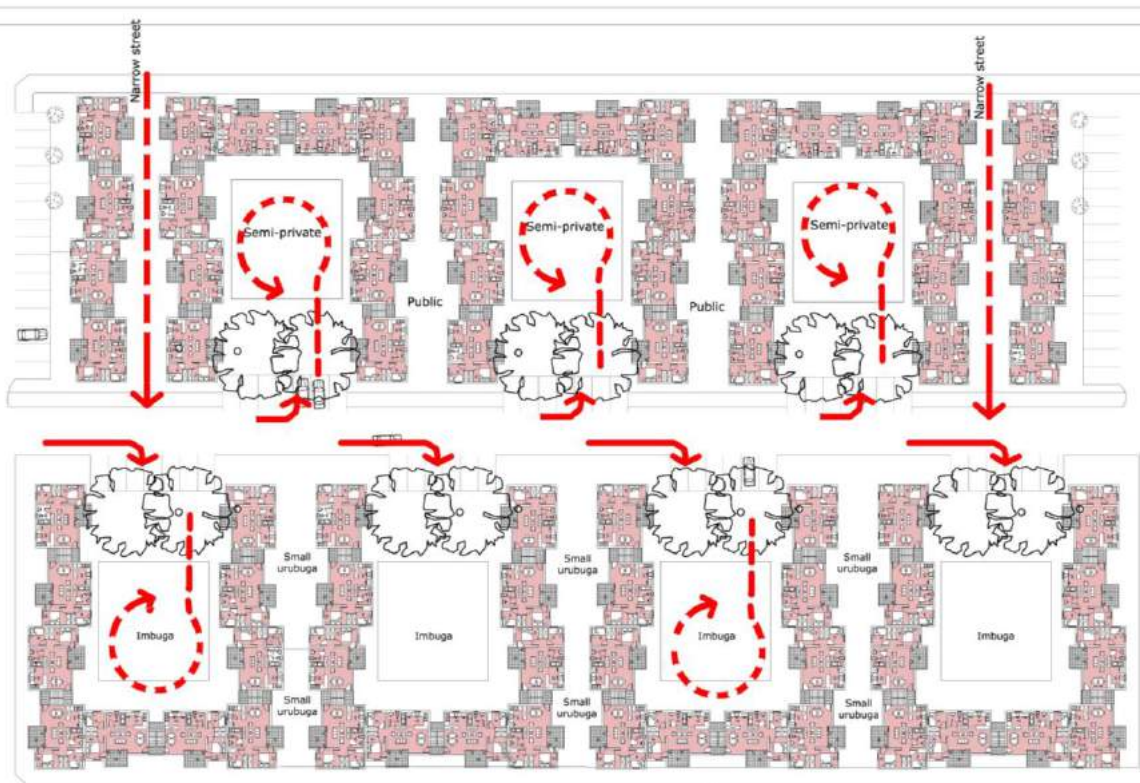 Narrow street
Narrow street
Semi-private
Semi-private
Semi-private
Public
Public
Small
urubuga
Small
urubuga
Small
urubuga
Imbuga
Imbuga
Imbuga
Imbuga
Small
urubuga
Small
urubuga
Small
urubuga